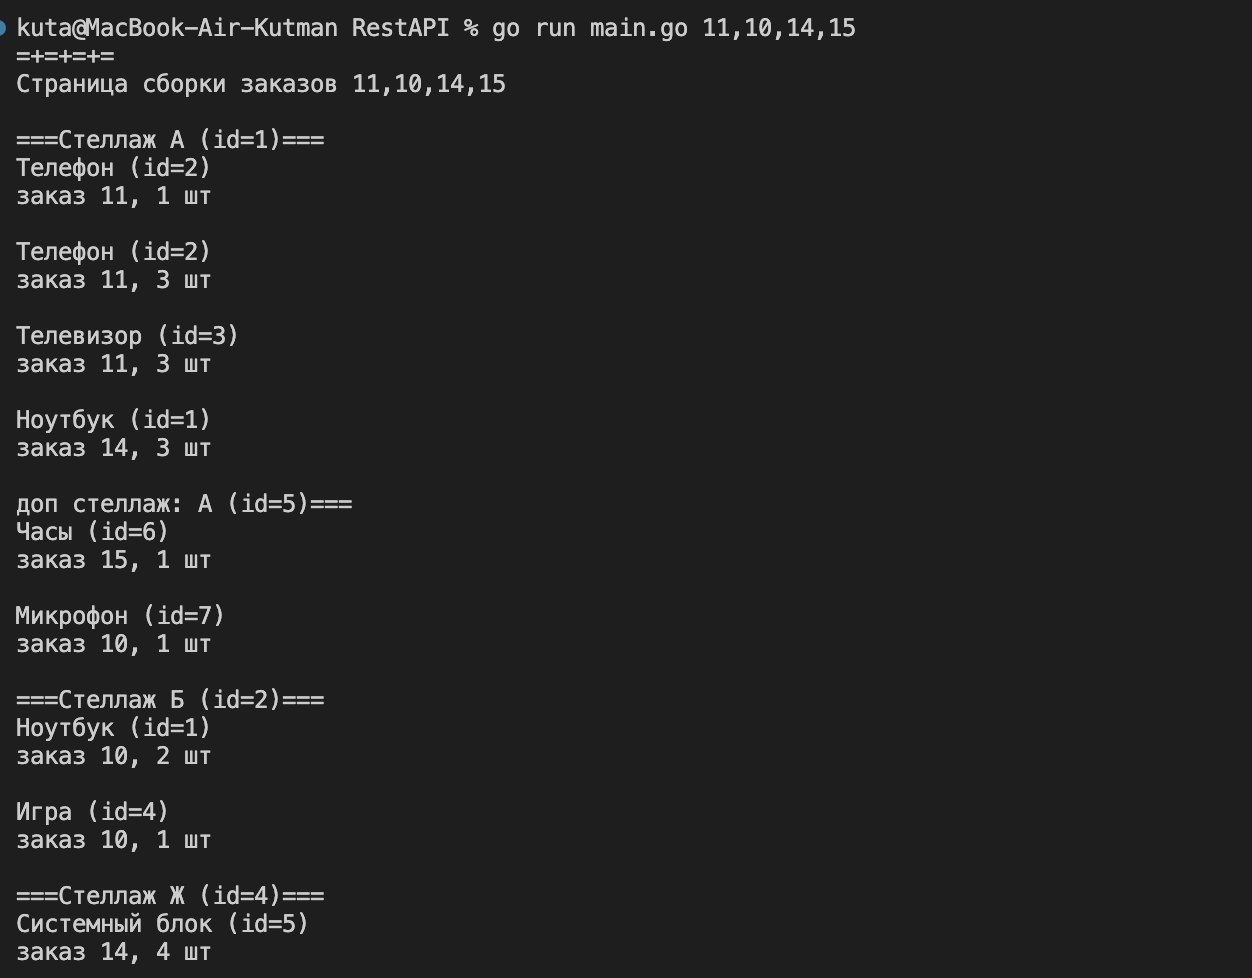 kuta@MacBook-Air-Kutman RestAPI % go run main.go 11,10,14,15
=+=+=+=
Страница сборки заказов 11,10,14,15
===Стеллаж А (id=1)===
Телефон (id=2)
заказ 11, 1 шт
Телефон (id=2)
заказ 11, 3 шт
Телевизор (id=3)
заказ 11, 3 шт
Ноутбук (id=1)
заказ 14, 3 шт
доп стеллаж: А (id=5)===
Часы (id=6)
заказ 15, 1 шт
Микрофон (id=7)
заказ 10, 1 шт
===Стеллаж Б (id=2)===
Ноутбук (id=1)
заказ 10, 2 шт
Игра (id=4)
заказ 10, 1 шт
===Стеллаж Ж (id=4)===
Системный блок (id=5)
заказ 14, 4 шт